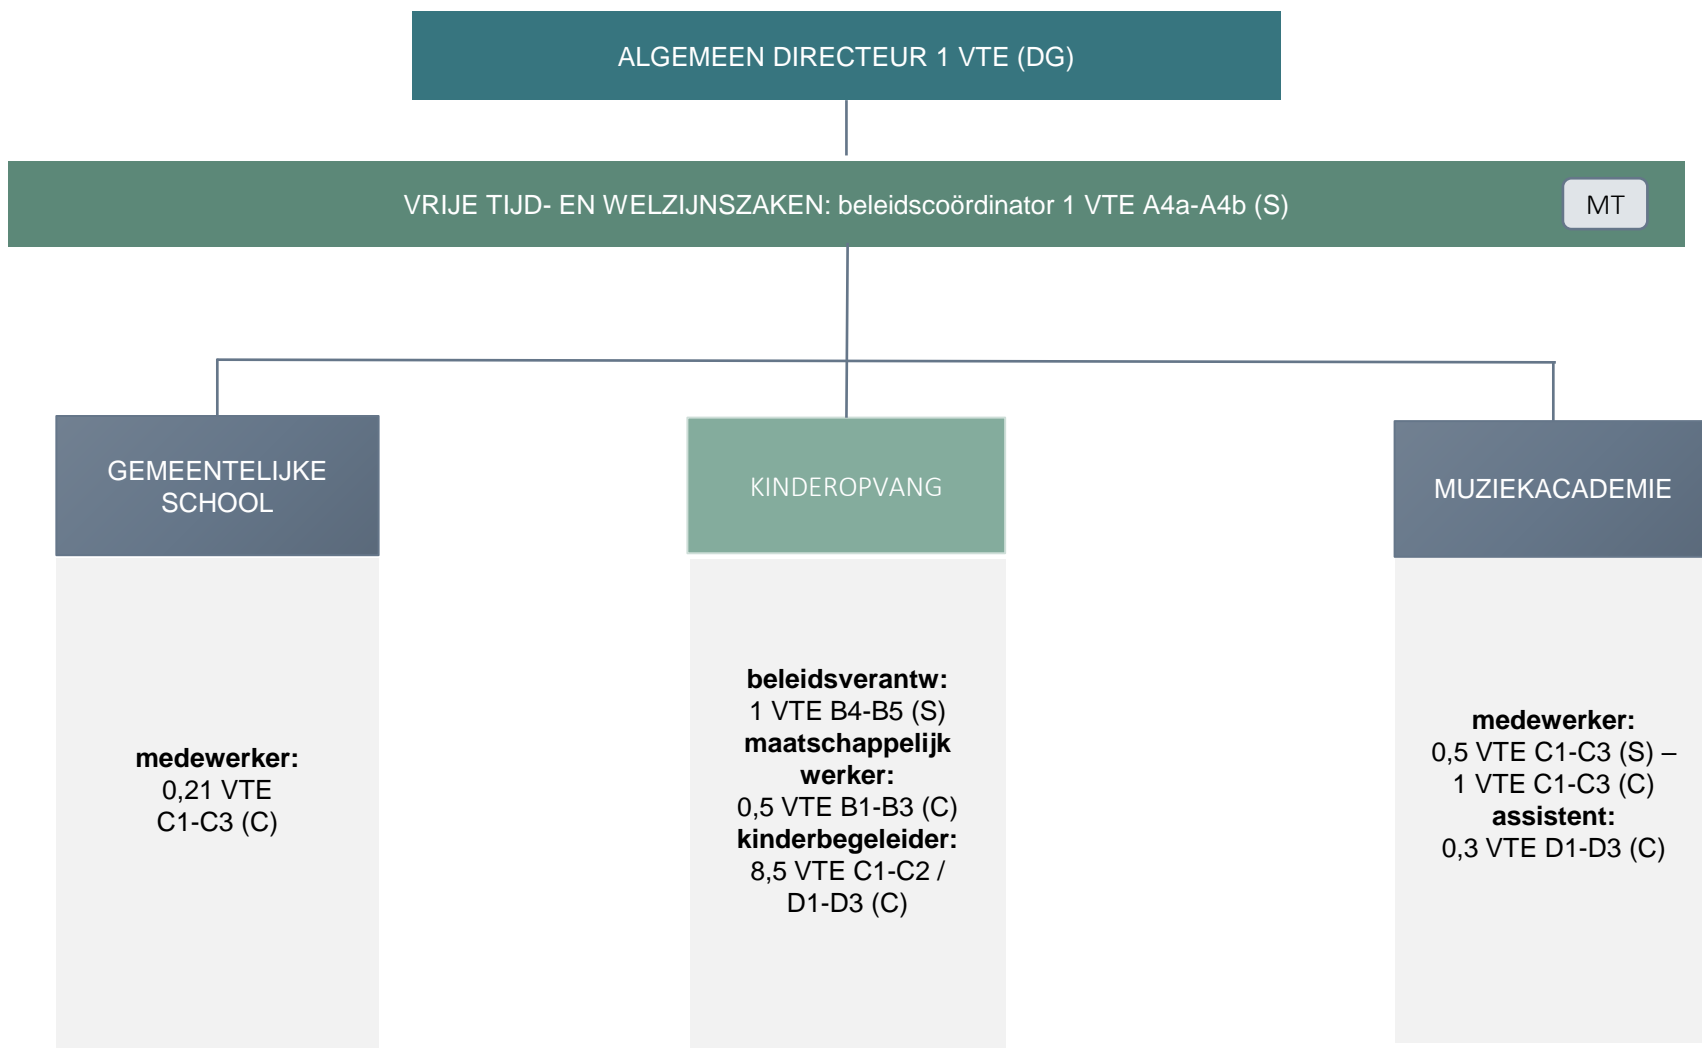 ALGEMEEN DIRECTEUR 1 VTE (DG)
VRIJE TIJD- EN WELZIJNSZAKEN: beleidscoördinator 1 VTE A4a-A4b (S)
MT
GEMEENTELIJKE
SCHOOL
medewerker:
0,21 VTE
C1-C3 (C)
KINDEROPVANG
beleidsverantw:
1 VTE B4-B5 (S)
maatschappelijk
werker:
0,5 VTE B1-B3 (C)
kinderbegeleider:
8,5 VTE C1-C2 /
D1-D3 (C)
MUZIEKACADEMIE
medewerker:
0,5 VTE C1-C3 (S) –
1 VTE C1-C3 (C)
assistent:
0,3 VTE D1-D3 (C)